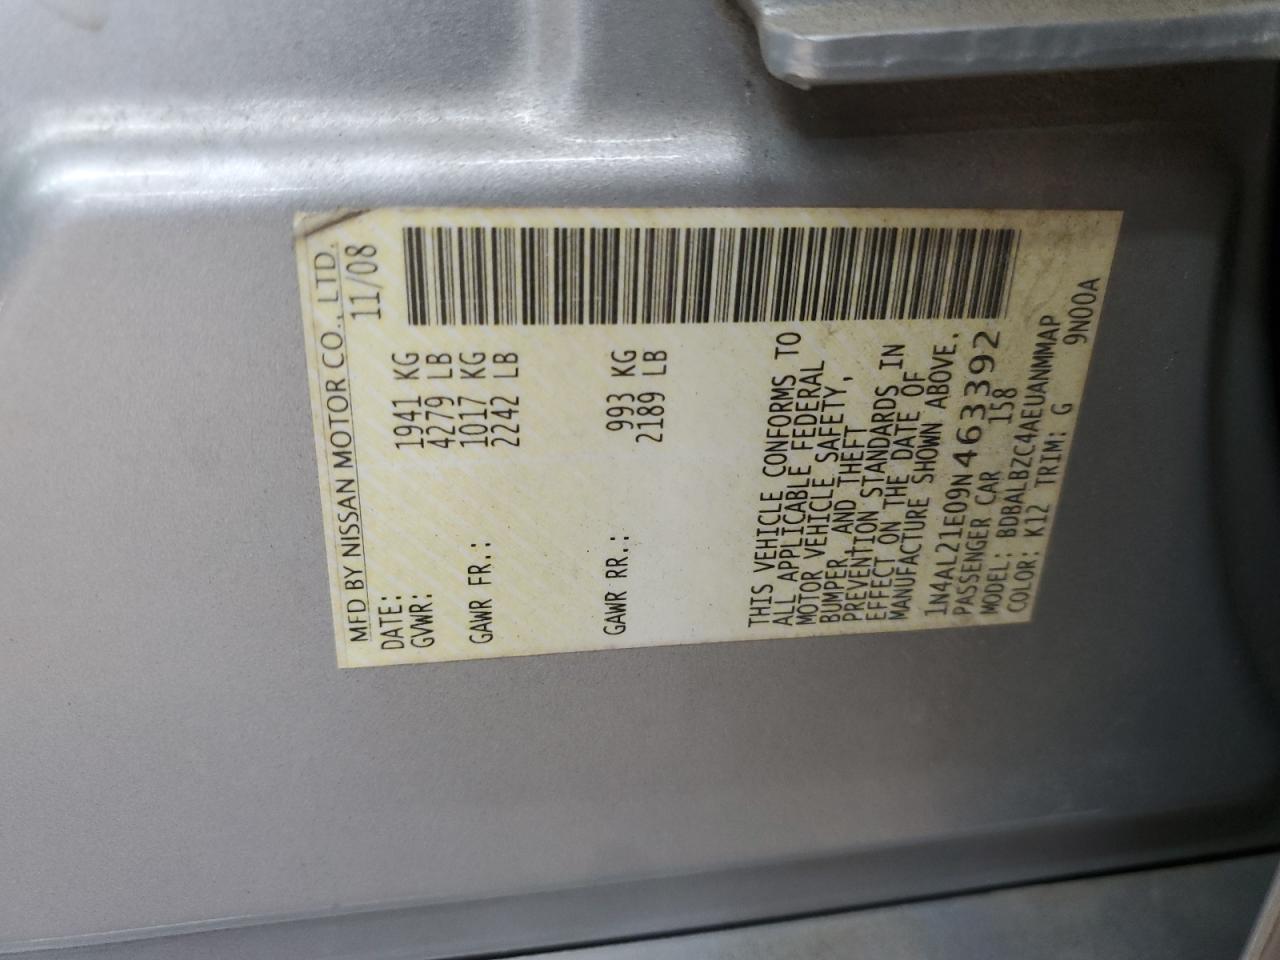 MFD BY NISSAN MOTOR CO., LTD.
DATE: 11/08
GVWR: 1941 KG
4279 LB
GAWR FR.: 1017 KG
2242 LB
GAWR RR.: 993 KG
2189 LB
THIS VEHICLE CONFORMS TO
ALL APPLICABLE FEDERAL
MOTOR VEHICLE SAFETY,
BUMPER, AND THEFT
PREVENTION STANDARDS IN
EFFECT ON THE DATE OF
MANUFACTURE SHOWN ABOVE.
1N4AL21E09N463392
PASSENGER CAR 158
MODEL: BDBALBZC4AEUANMMAP
COLOR: K12 TRIM: G 9N00A